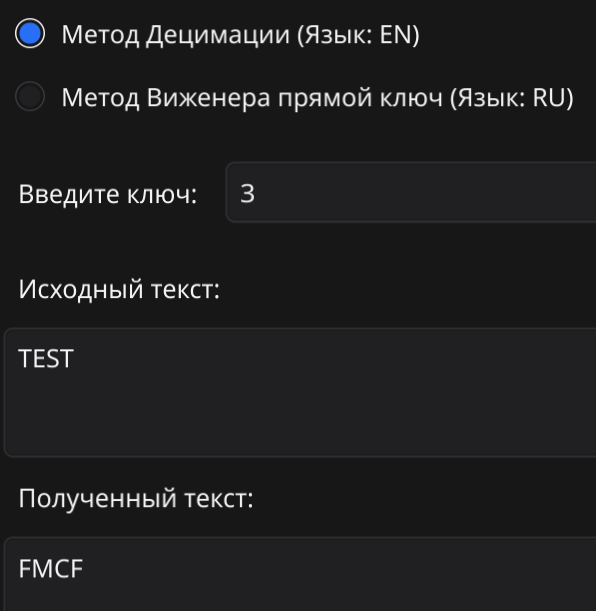 Метод Децимации (Язык: EN)
Метод Виженера прямой ключ (Язык: RU)
Введите ключ: 3
Исходный текст:
TEST
Полученный текст:
FMCF